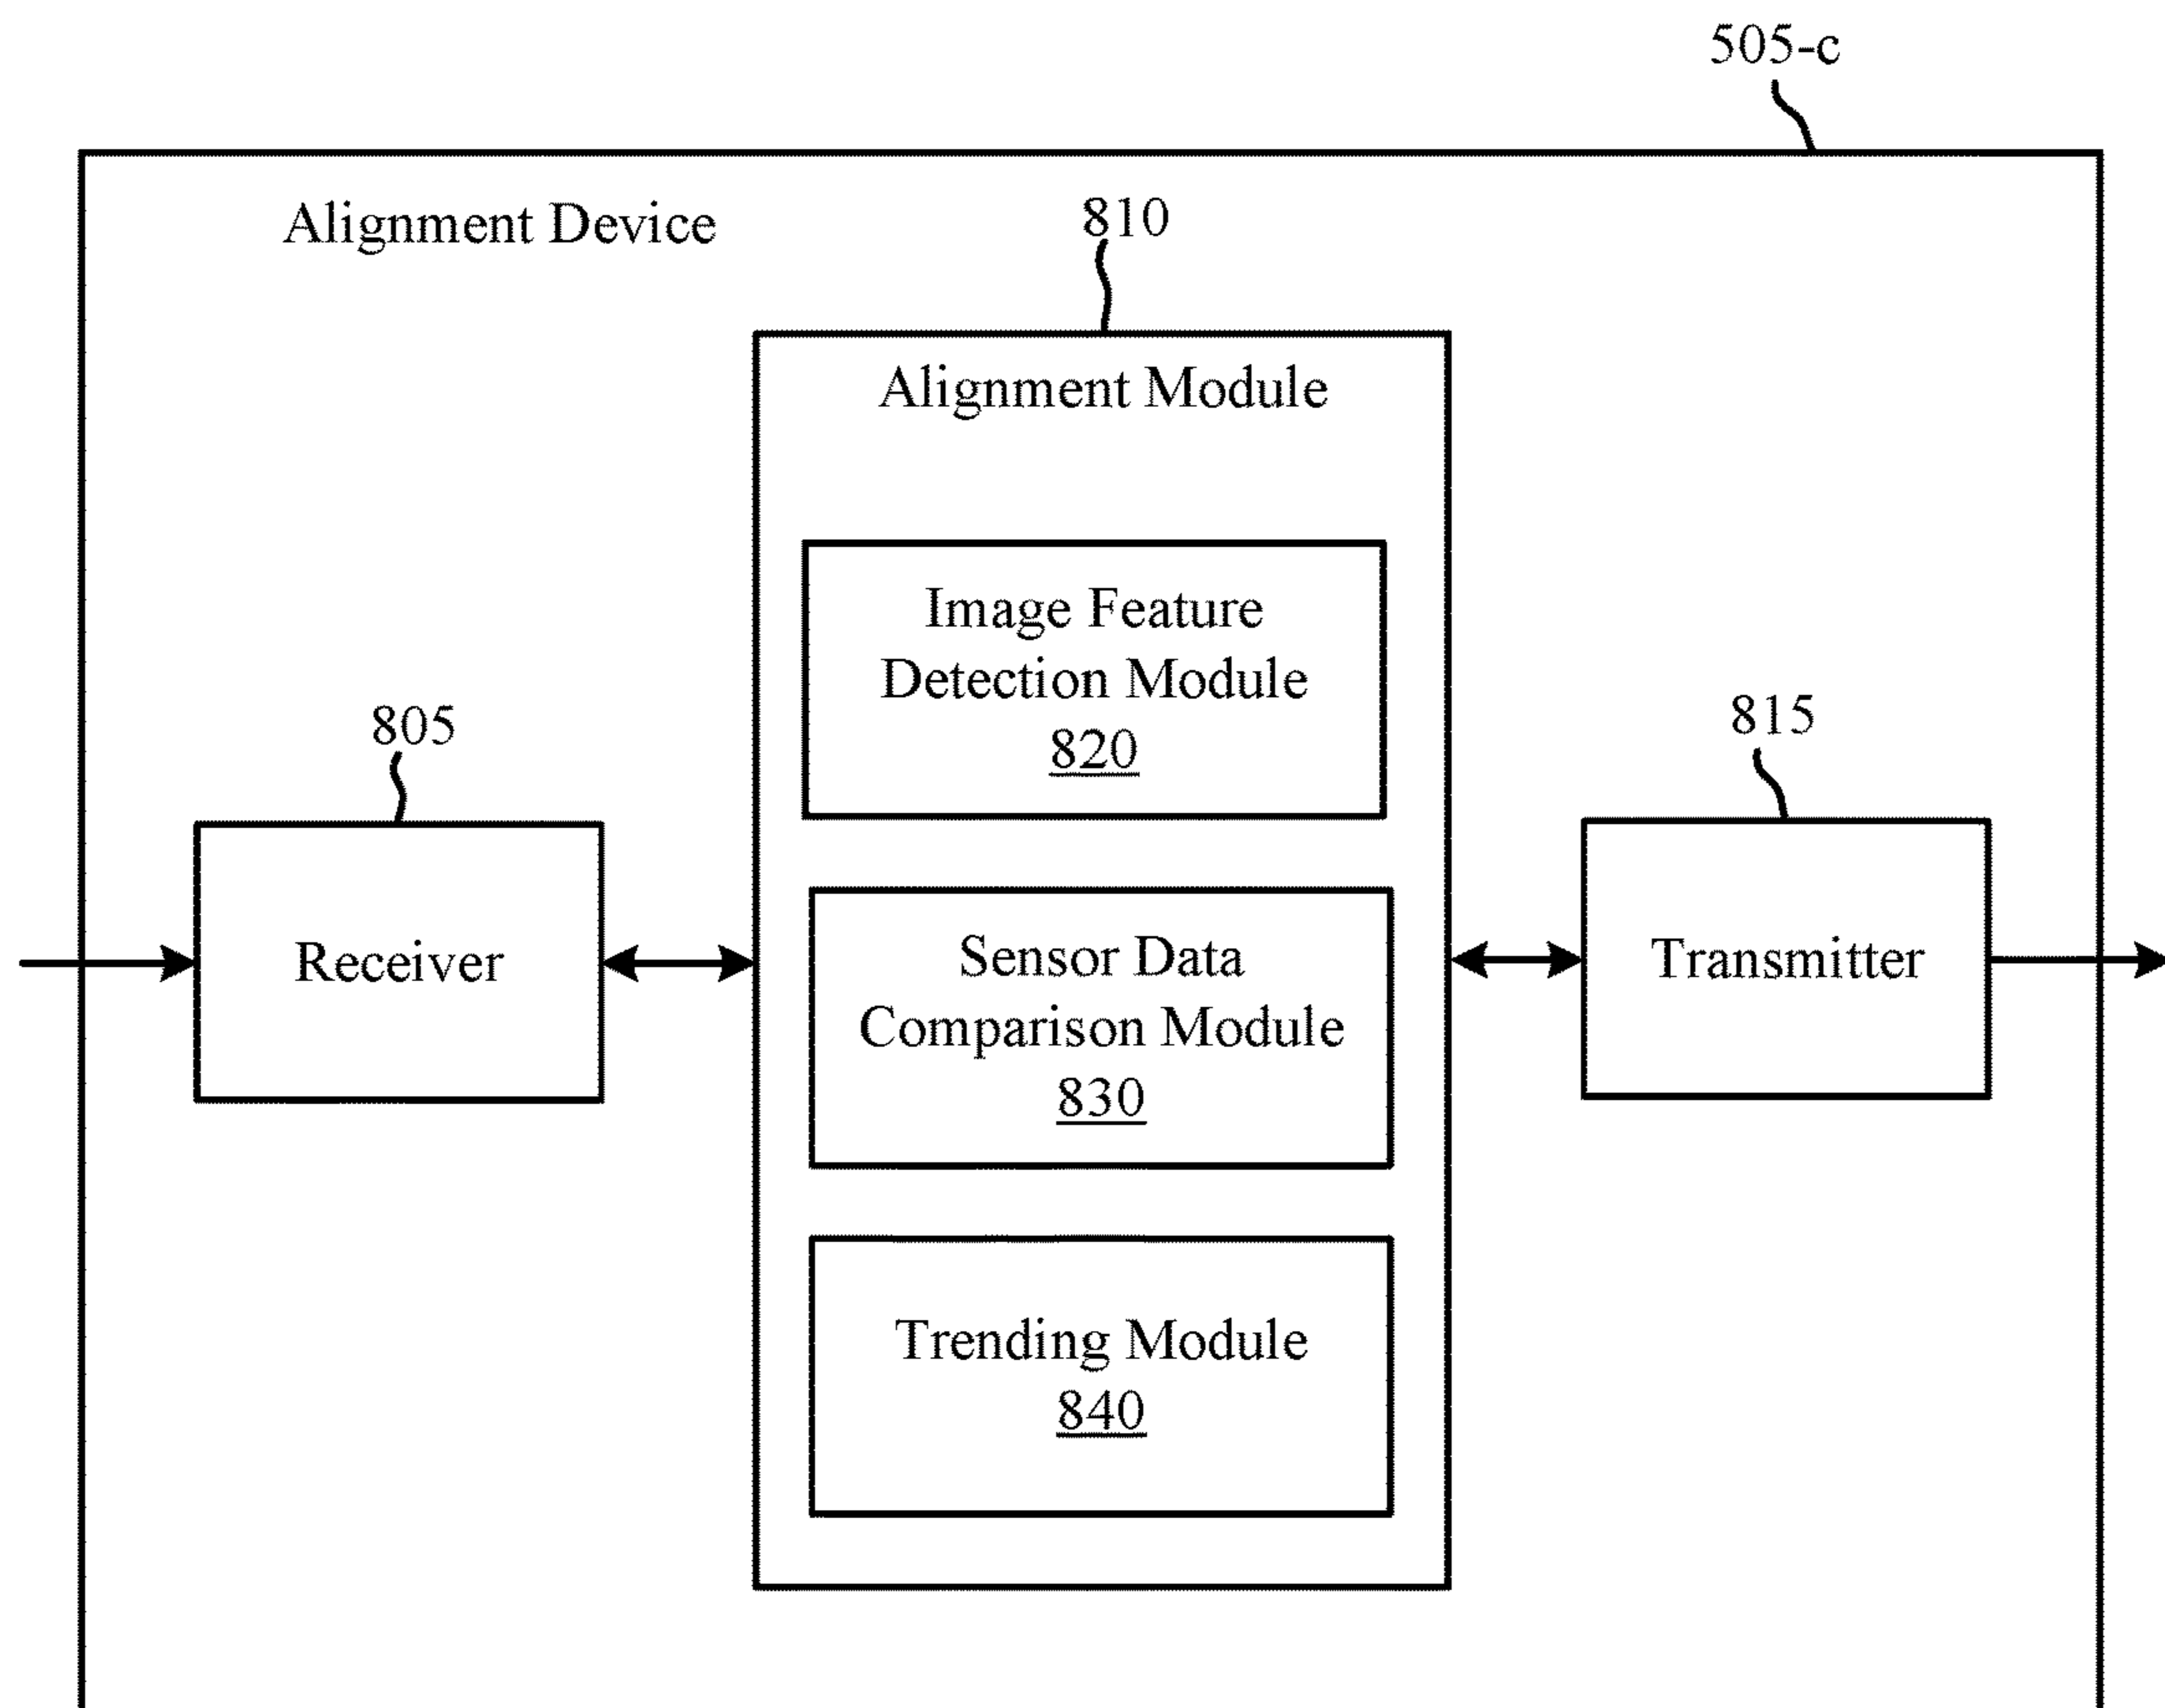 505-c
Alignment Device
810
Alignment Module
Image Feature
Detection Module
820
805
815
Receiver
Sensor Data
Comparison Module
830
Transmitter
Trending Module
840